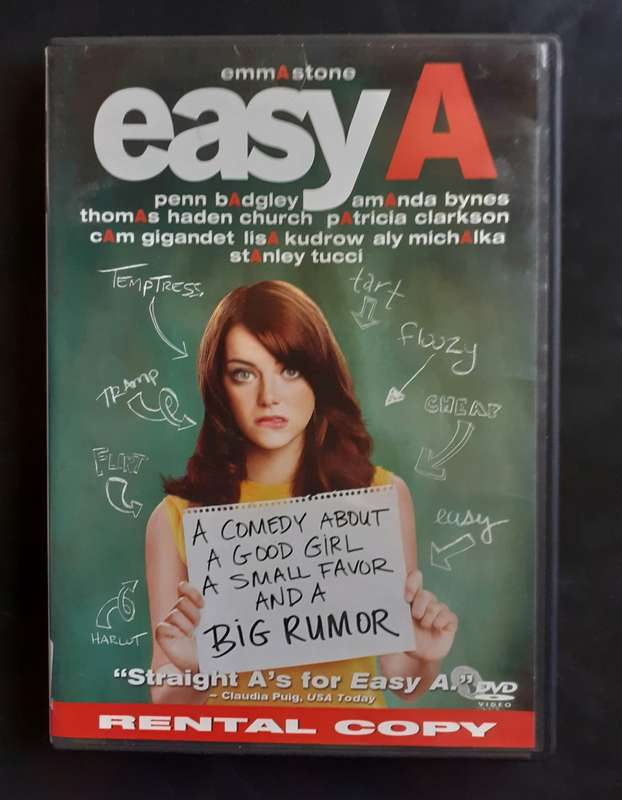 emmAstone
easyA
penn bAdgley amAnda bynes
thomAs haden church pAtricia clarkson
cAm gigandet lisA kudrow aly michAlka
stAnley tucci
TEMPTRESS
tart
floozy
TRAMP
CHEAP
FLIRT
easy
HARLOT
A COMEDY ABOUT
A GOOD GIRL
A SMALL FAVOR
AND A
BIG RUMOR
“Straight A's for Easy A.”
– Claudia Puig, USA Today
DVD
VIDEO
RENTAL COPY